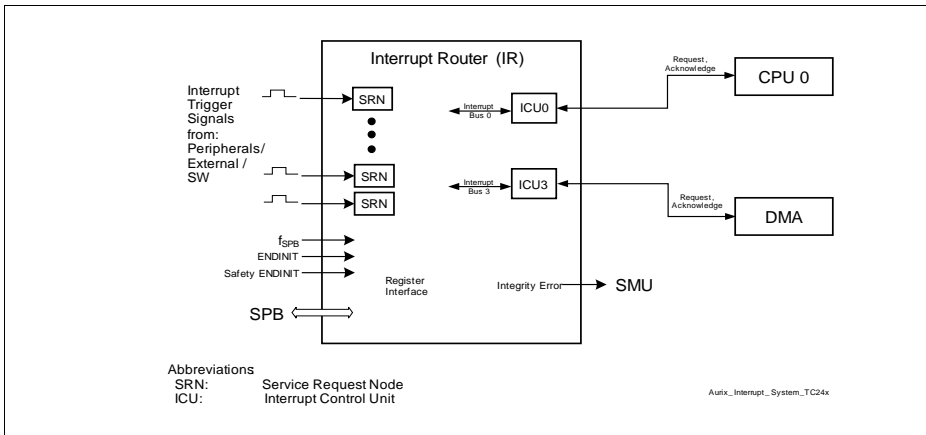 Interrupt Router (IR)
Interrupt
Trigger
Signals
from:
Peripherals/
External /
SW
SRN
SRN
SRN
Interrupt
Bus 0
ICU0
Request,
Acknowledge
CPU 0
Interrupt
Bus 3
ICU3
Request,
Acknowledge
DMA
fSPB
ENDINIT
Safety ENDINIT
SPB
Register
Interface
Integrity Error
SMU
Abbreviations
SRN: Service Request Node
ICU: Interrupt Control Unit
Aurix_Interrupt_System_TC24x